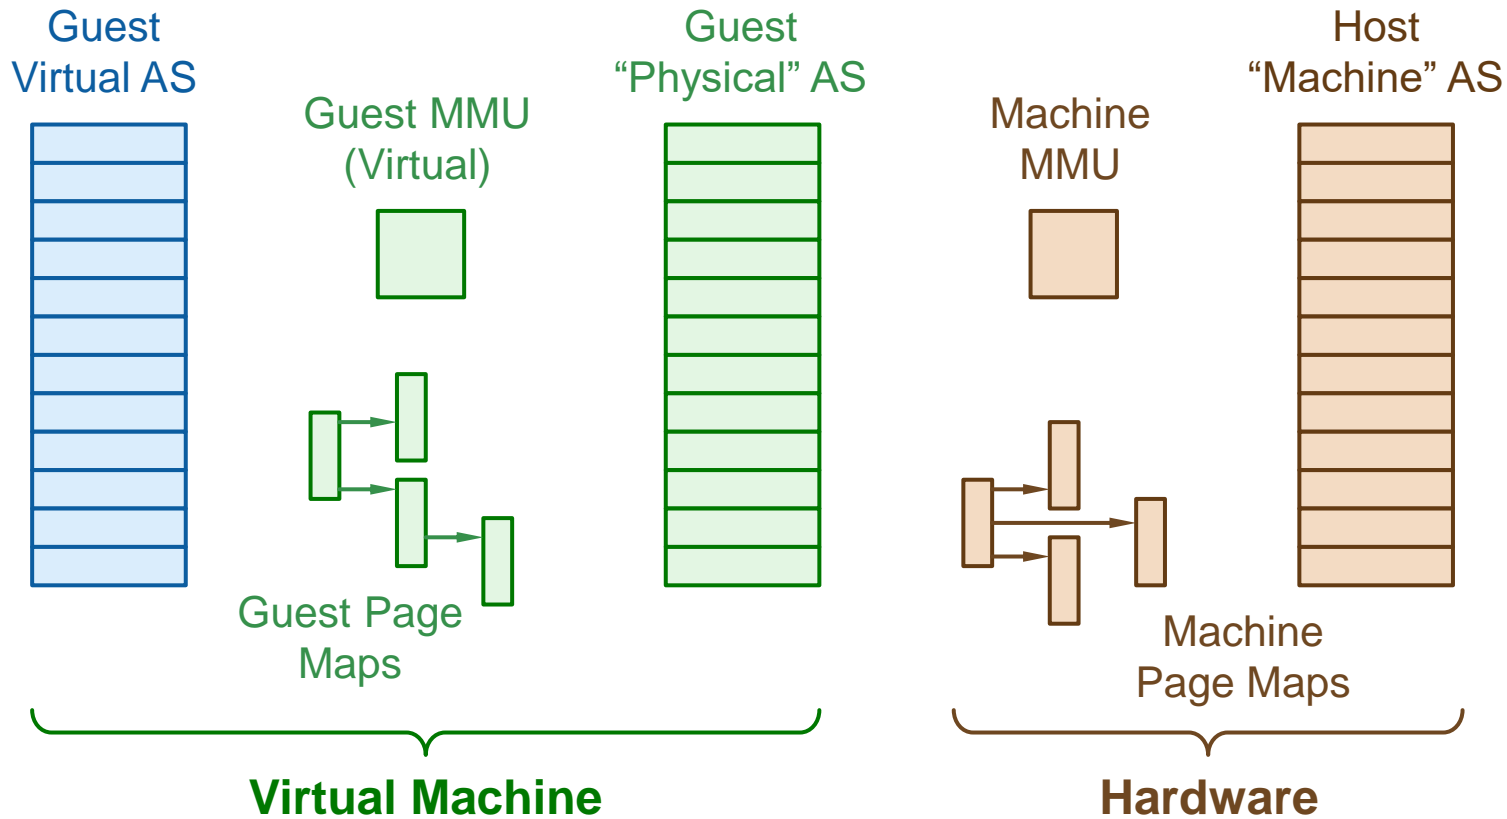 Guest
Virtual AS
Guest MMU
(Virtual)
Guest
“Physical” AS
Machine
MMU
Host
“Machine” AS
Guest Page
Maps
Machine
Page Maps
Virtual Machine
Hardware